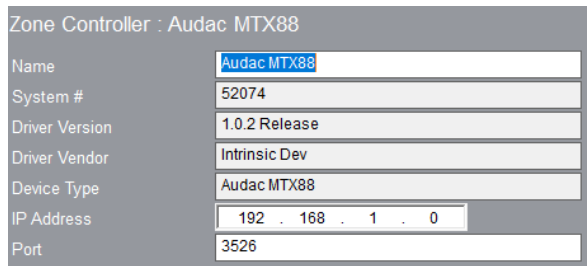 Zone Controller : Audac MTX88
Name Audac MTX88
System # 52074
Driver Version 1.0.2 Release
Driver Vendor Intrinsic Dev
Device Type Audac MTX88
IP Address 192 . 168 . 1 . 0
Port 3526